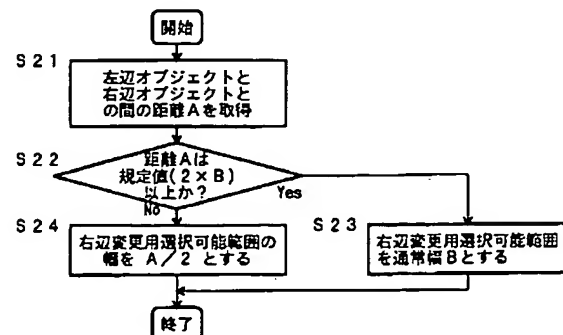 開始
S21
左辺オブジェクトと
右辺オブジェクトと
の間の距離Aを取得
S22
距離Aは
規定値(2×B)
以上か?
Yes
No
S24
右辺変更用選択可能範囲の
幅を A/2 とする
S23
右辺変更用選択可能範囲
を通常幅Bとする
終了